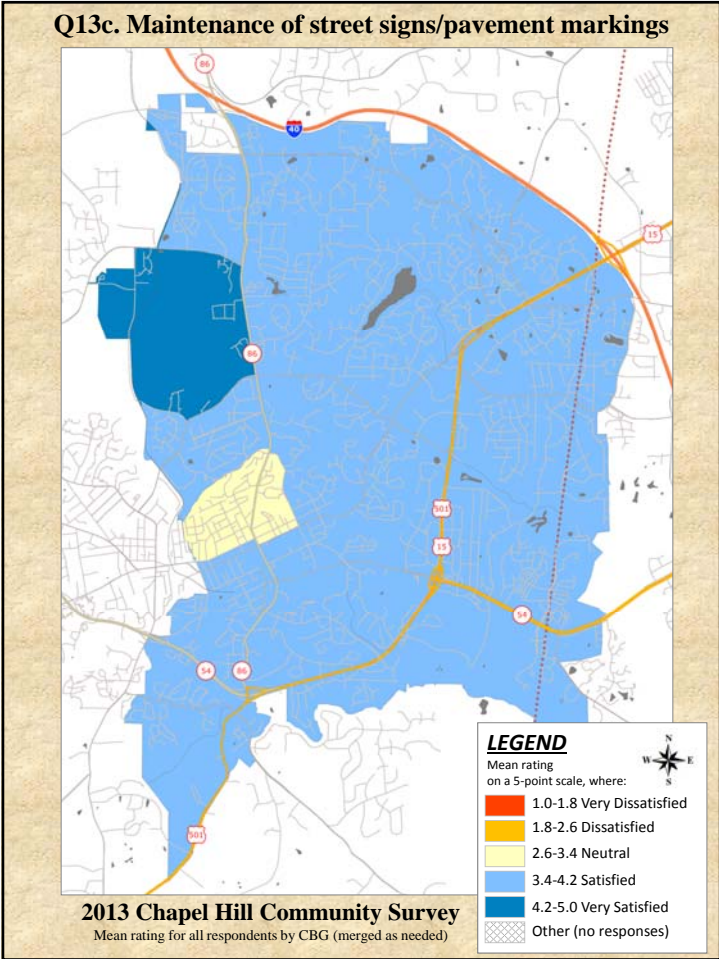 Q13c. Maintenance of street signs/pavement markings
86
40
15
86
501
15
54
54
86
501
LEGEND
Mean rating
on a 5-point scale, where:
N
W E
S
1.0-1.8 Very Dissatisfied
1.8-2.6 Dissatisfied
2.6-3.4 Neutral
3.4-4.2 Satisfied
4.2-5.0 Very Satisfied
Other (no responses)
2013 Chapel Hill Community Survey
Mean rating for all respondents by CBG (merged as needed)